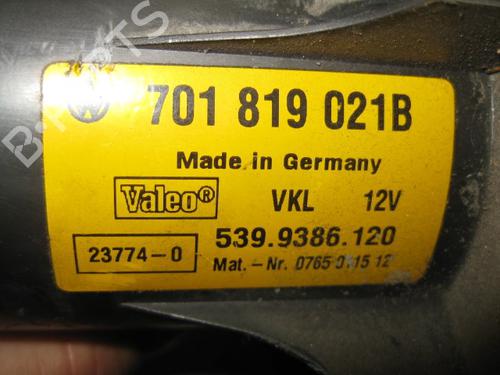 701 819 021B
Made in Germany
Valeo® VKL 12V
23774-0 539.9386.120
Mat.-Nr.